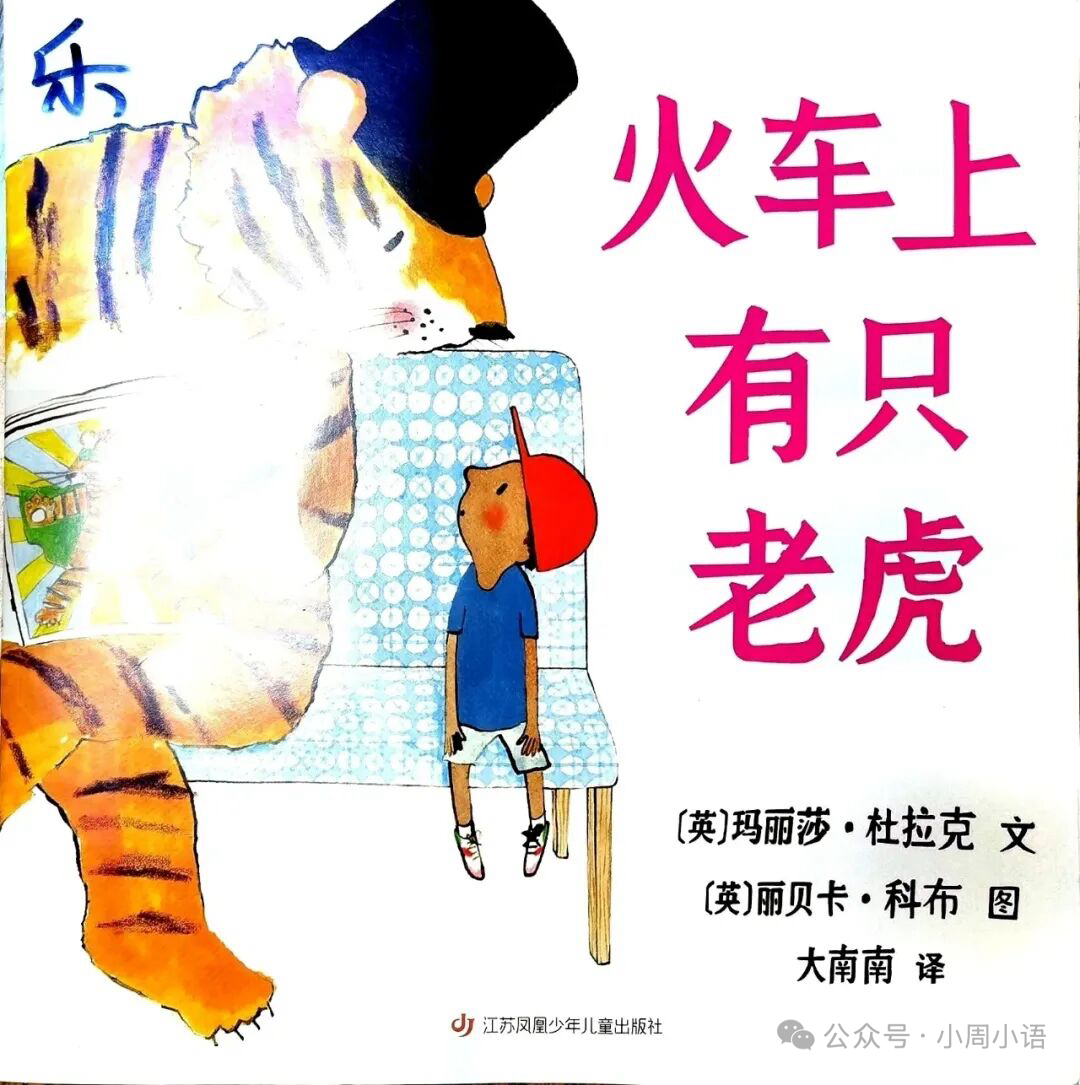 乐
火车上
有只
老虎
〔英〕玛丽莎·杜拉克 文
〔英〕丽贝卡·科布 图
大南南 译
江苏凤凰少年儿童出版社
公众号·小周小语